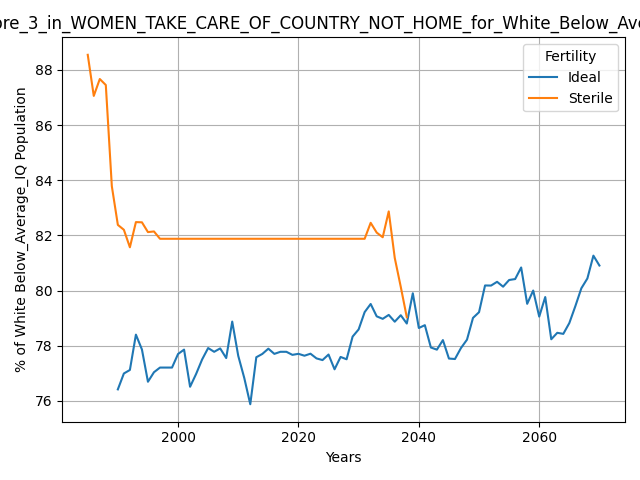 ore_3_in_WOMEN_TAKE_CARE_OF_COUNTRY_NOT_HOME_for_White_Below_Ave
Fertility
Ideal
Sterile
% of White Below_Average_IQ Population
88
86
84
82
80
78
76
2000
2020
2040
2060
Years